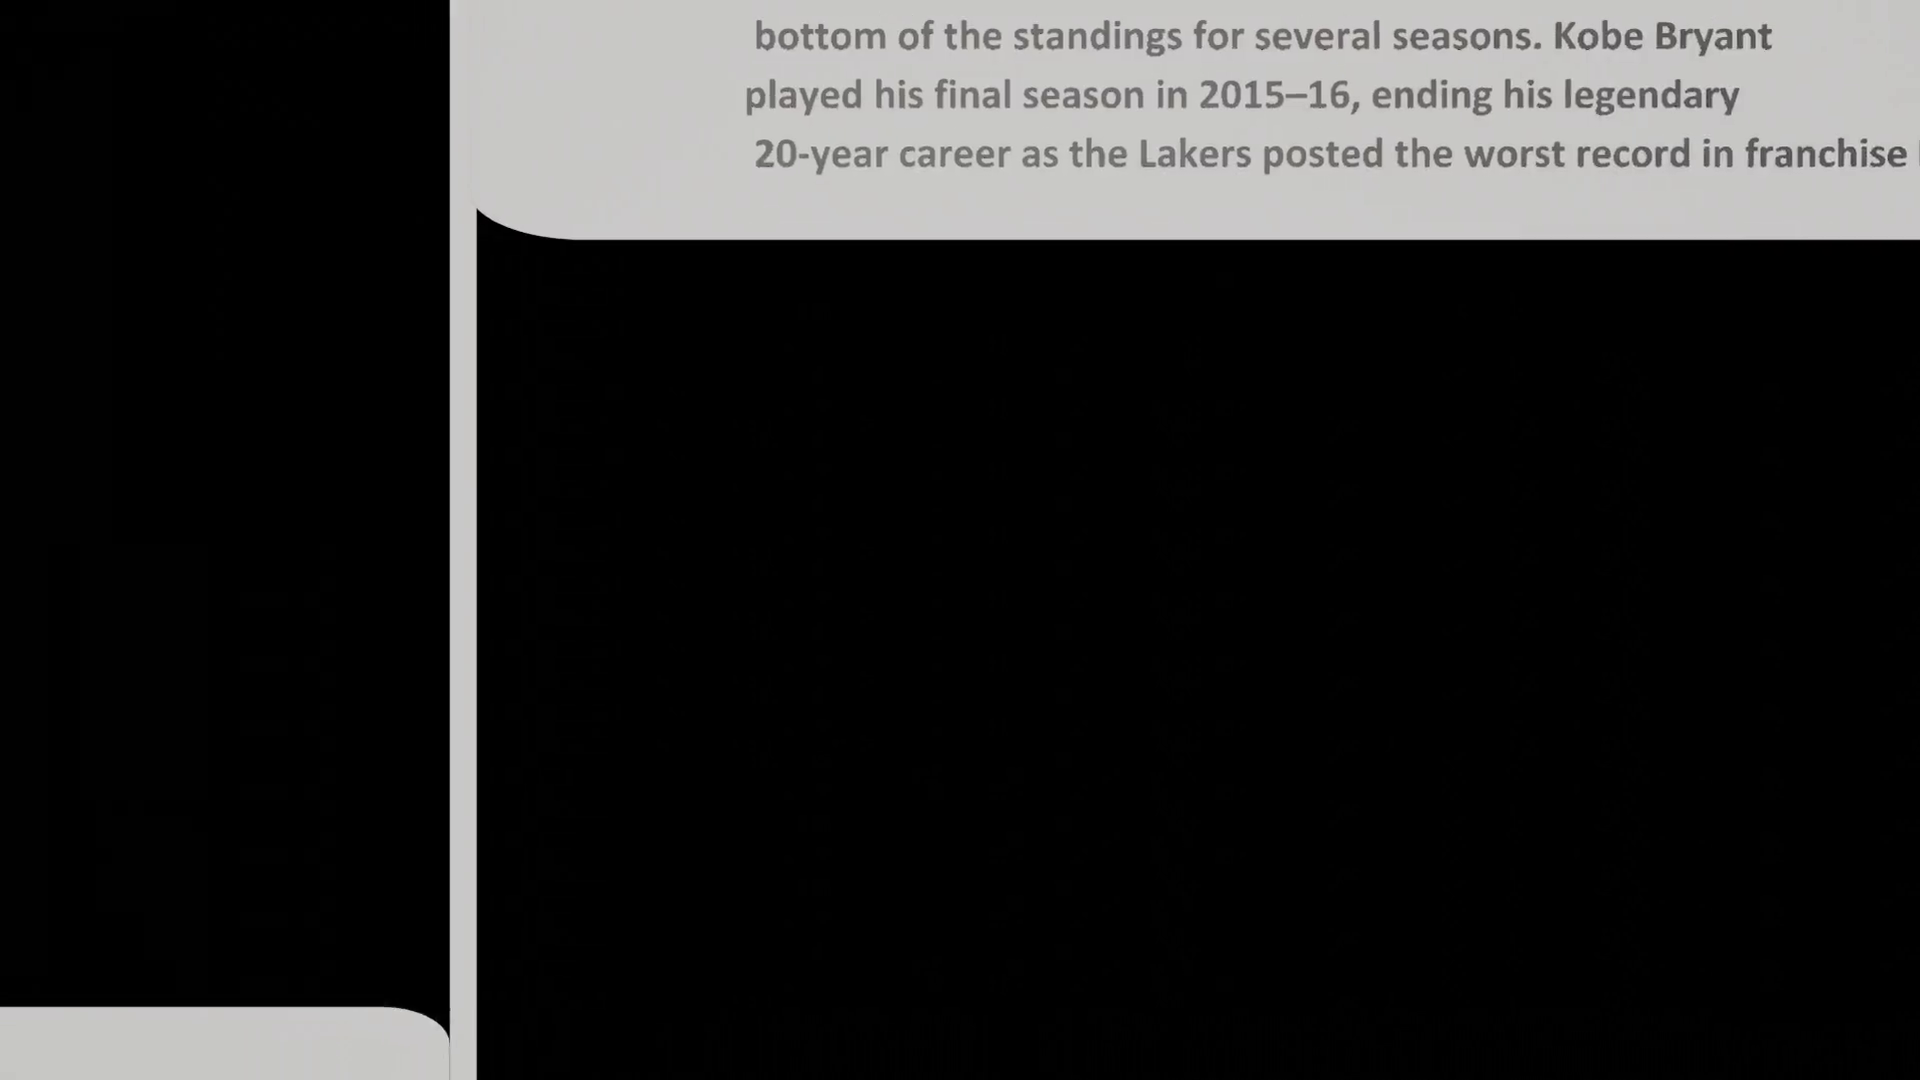 bottom of the standings for several seasons. Kobe Bryant
played his final season in 2015–16, ending his legendary
20-year career as the Lakers posted the worst record in franchise